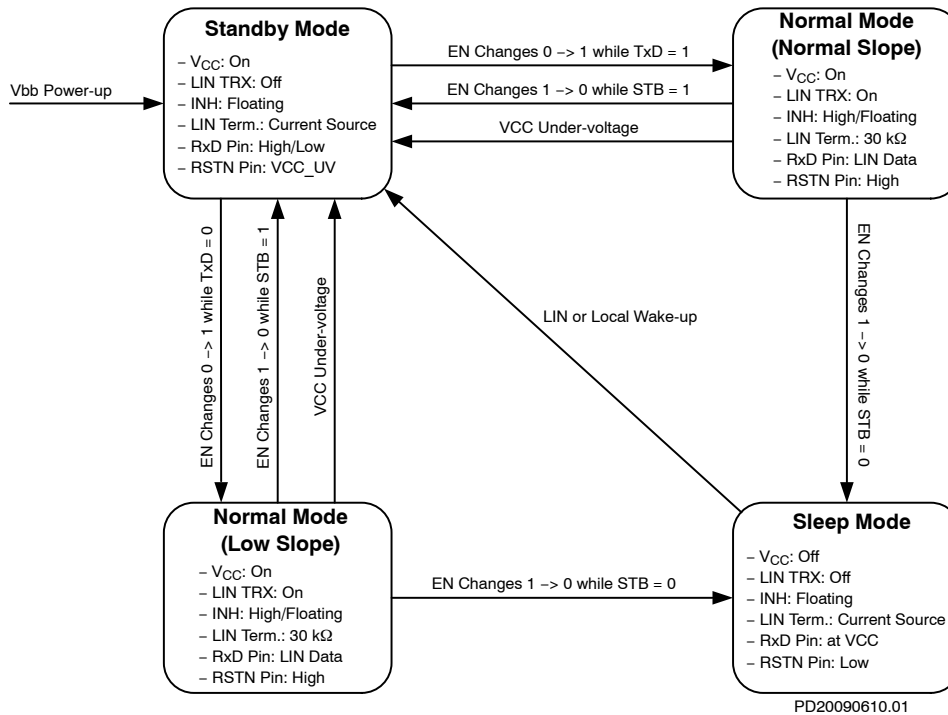 Standby Mode
– VCC: On
– LIN TRX: Off
– INH: Floating
– LIN Term.: Current Source
– RxD Pin: High/Low
– RSTN Pin: VCC_UV
Vbb Power-up
EN Changes 0 -> 1 while TxD = 1
EN Changes 1 -> 0 while STB = 1
VCC Under-voltage
Normal Mode
(Normal Slope)
– VCC: On
– LIN TRX: On
– INH: High/Floating
– LIN Term.: 30 kΩ
– RxD Pin: LIN Data
– RSTN Pin: High
EN Changes 0 -> 1 while TxD = 0
EN Changes 1 -> 0 while STB = 1
VCC Under-voltage
LIN or Local Wake-up
EN Changes 1 -> 0 while STB = 0
Normal Mode
(Low Slope)
– VCC: On
– LIN TRX: On
– INH: High/Floating
– LIN Term.: 30 kΩ
– RxD Pin: LIN Data
– RSTN Pin: High
EN Changes 1 -> 0 while STB = 0
Sleep Mode
– VCC: Off
– LIN TRX: Off
– INH: Floating
– LIN Term.: Current Source
– RxD Pin: at VCC
– RSTN Pin: Low
PD20090610.01